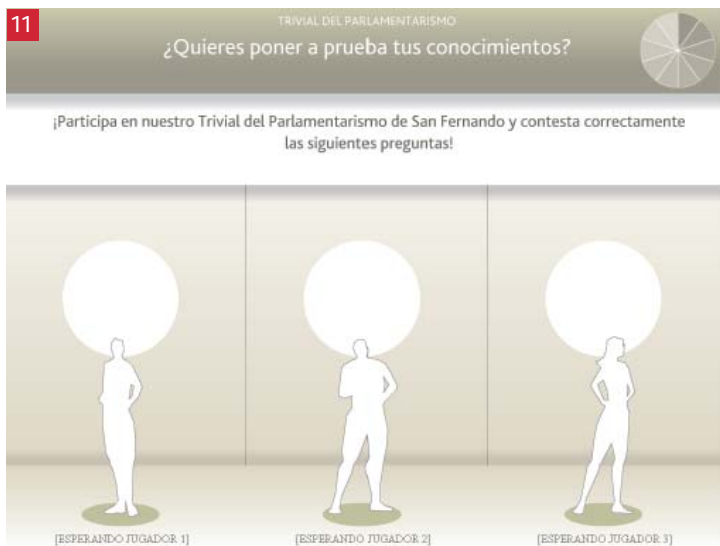 11
TRIVIAL DEL PARLAMENTARISMO
¿Quieres poner a prueba tus conocimientos?
¡Participa en nuestro Trivial del Parlamentarismo de San Fernando y contesta correctamente
las siguientes preguntas!
[ESPERANDO JUGADOR 1]
[ESPERANDO JUGADOR 2]
[ESPERANDO JUGADOR 3]